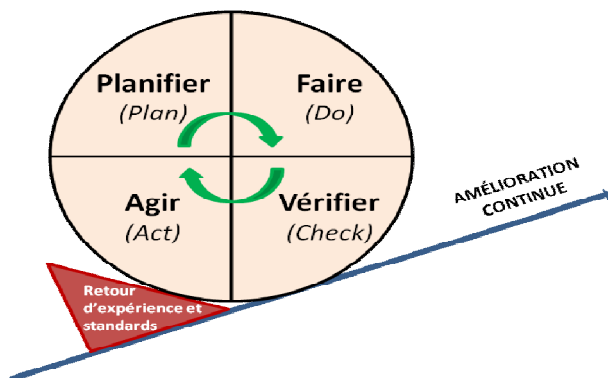 Planifier
(Plan)
Faire
(Do)
Agir
(Act)
Vérifier
(Check)
AMÉLIORATION
CONTINUE
Retour
d'expérience et
standards